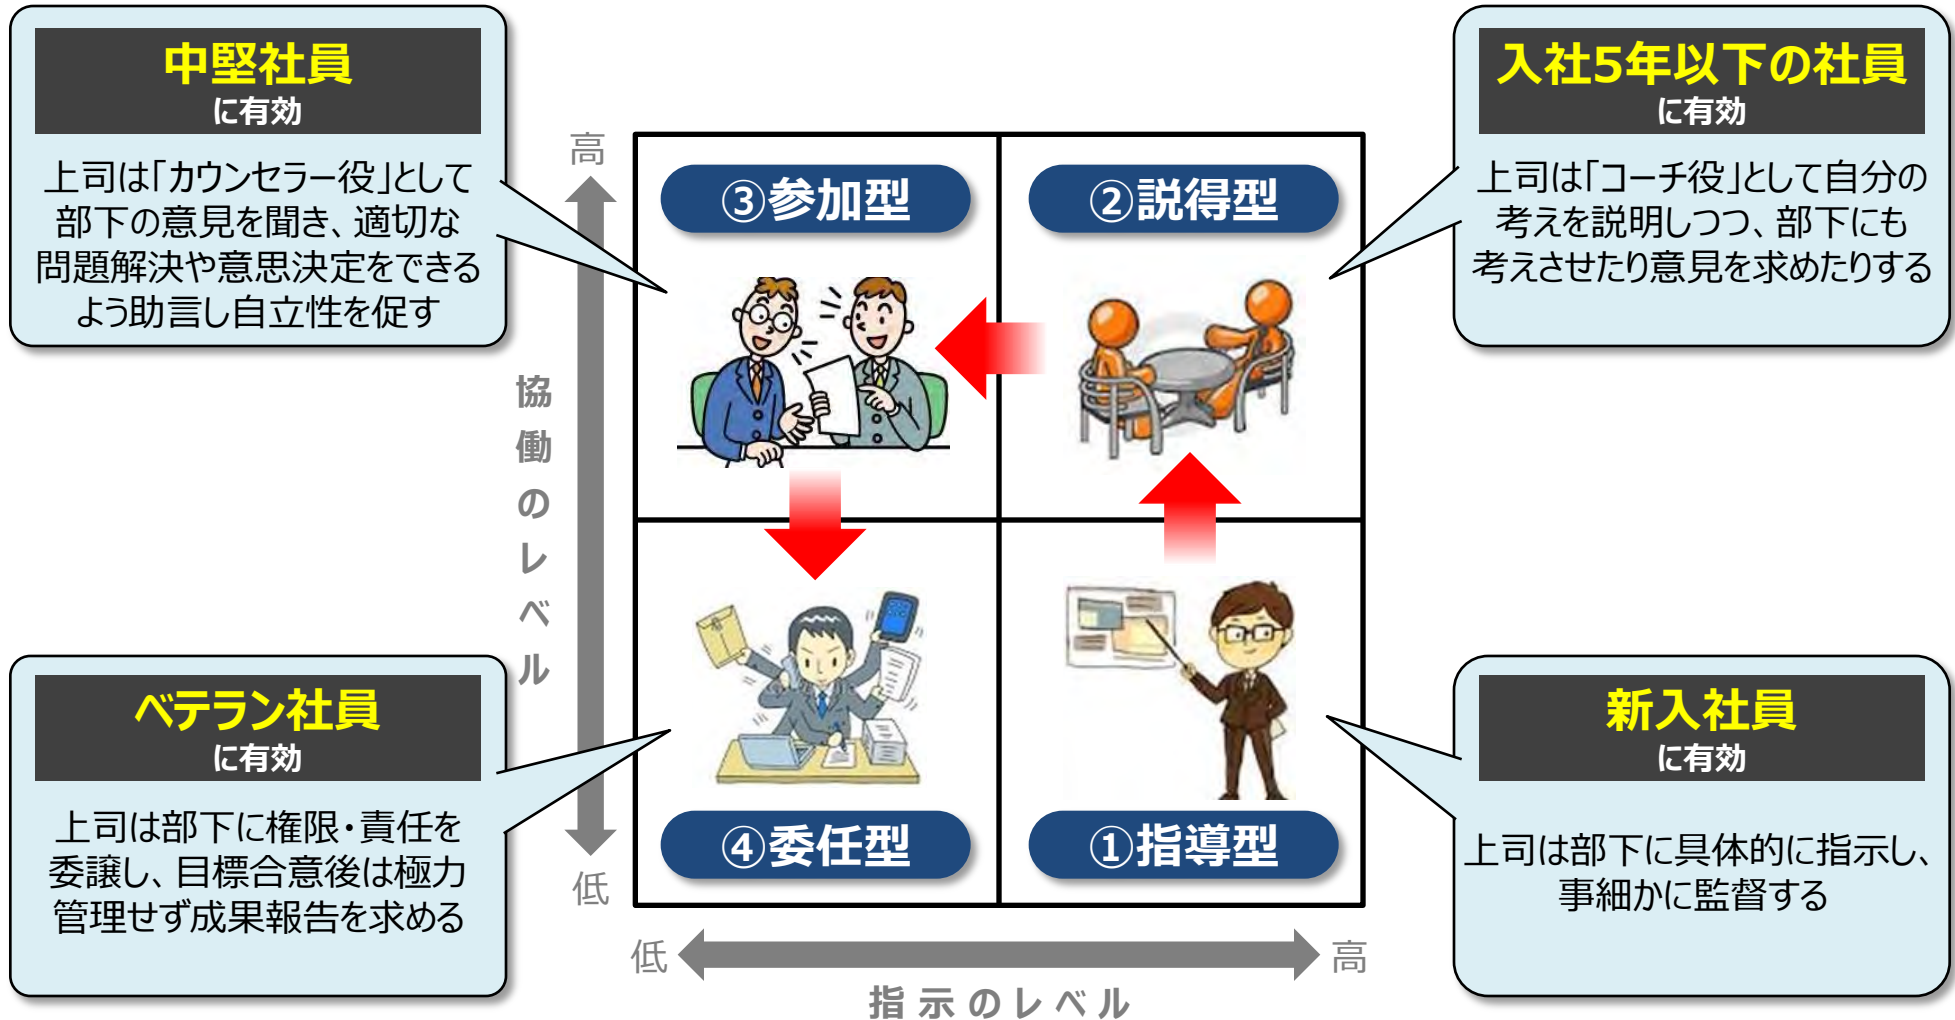 中堅社員
に有効
上司は「カウンセラー役」として
部下の意見を聞き、適切な
問題解決や意思決定をできる
よう助言し自立性を促す
入社5年以下の社員
に有効
上司は「コーチ役」として自分の
考えを説明しつつ、部下にも
考えさせたり意見を求めたりする
高
③参加型
②説得型
協働のレベル
ベテラン社員
に有効
上司は部下に権限・責任を
委譲し、目標合意後は極力
管理せず成果報告を求める
新入社員
に有効
上司は部下に具体的に指示し、
事細かに監督する
④委任型
①指導型
低
低
高
指示のレベル